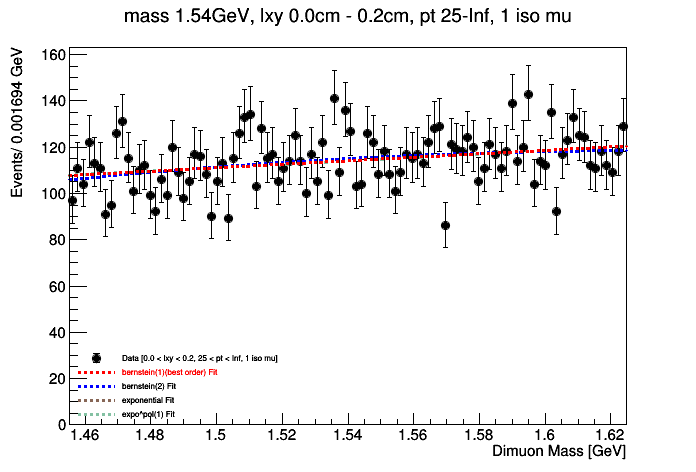 mass 1.54GeV, lxy 0.0cm - 0.2cm, pt 25-Inf, 1 iso mu
Events/ 0.001694 GeV
160
140
120
100
80
60
40
20
0
Data [0.0 < lxy < 0.2, 25 < pt < Inf, 1 iso mu]
bernstein(1)(best order) Fit
bernstein(2) Fit
exponential Fit
expo*pol(1) Fit
1.46 1.48 1.5 1.52 1.54 1.56 1.58 1.6 1.62
Dimuon Mass [GeV]